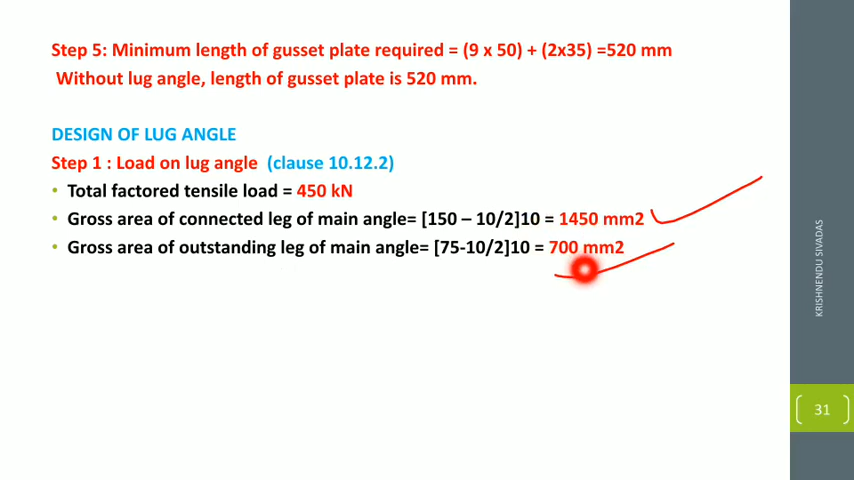 Step 5: Minimum length of gusset plate required = (9 x 50) + (2x35) =520 mm
Without lug angle, length of gusset plate is 520 mm.
DESIGN OF LUG ANGLE
Step 1 : Load on lug angle (clause 10.12.2)
• Total factored tensile load = 450 kN
• Gross area of connected leg of main angle= [150 – 10/2]10 = 1450 mm2
• Gross area of outstanding leg of main angle= [75-10/2]10 = 700 mm2
KRISHNENDU SIVADAS
31